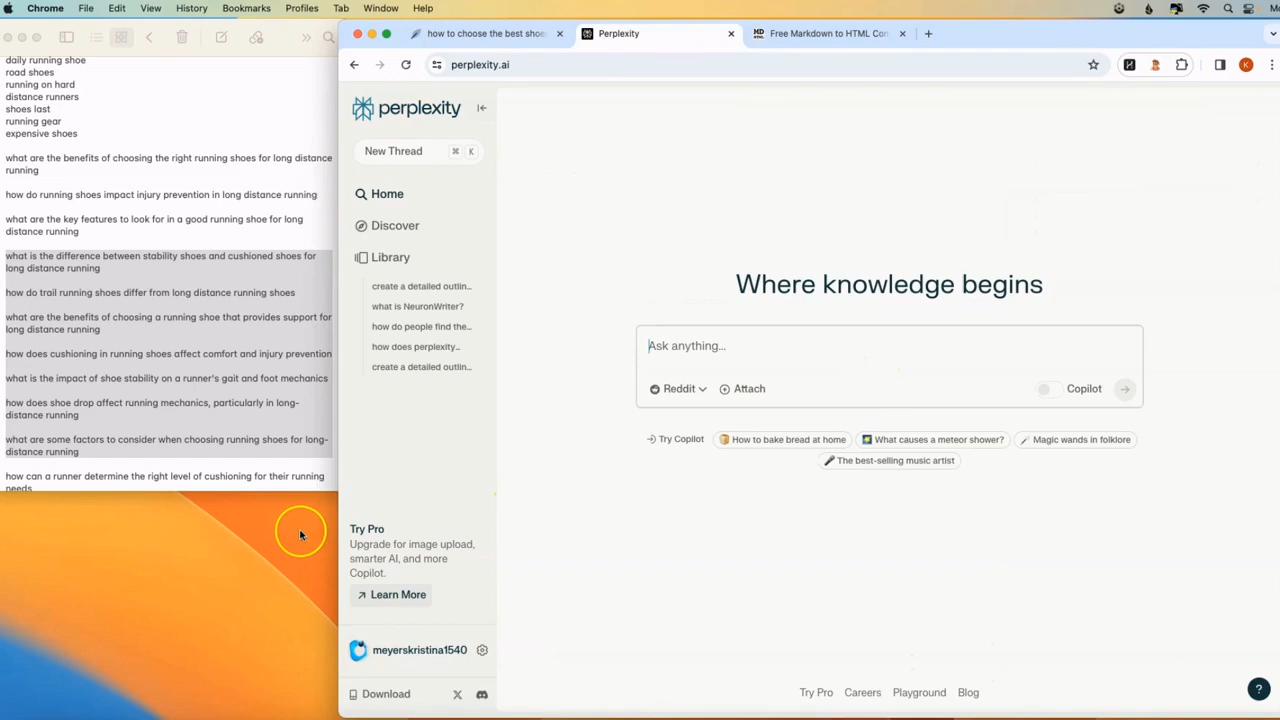 Chrome File Edit View History Bookmarks Profiles Tab Window Help
daily running shoe
road shoes
running on hard
distance runners
shoes last
running gear
expensive shoes
what are the benefits of choosing the right running shoes for long distance
running
how do running shoes impact injury prevention in long distance running
what are the key features to look for in a good running shoe for long
distance running
what is the difference between stability shoes and cushioned shoes for
long distance running
how do trail running shoes differ from long distance running shoes
what are the benefits of choosing a running shoe that provides support for
long distance running
how does cushioning in running shoes affect comfort and injury prevention
what is the impact of shoe stability on a runner's gait and foot mechanics
how does shoe drop affect running mechanics, particularly in long-
distance running
what are some factors to consider when choosing running shoes for long-
distance running
how can a runner determine the right level of cushioning for their running
needs
how to choose the best shoe
Perplexity
MD HTML Free Markdown to HTML Con
perplexity.ai
K
perplexity
New Thread ⌘ K
Home
Discover
Library
create a detailed outlin...
what is NeuronWriter?
how do people find the...
how does perplexity...
create a detailed outlin...
Try Pro
Upgrade for image upload,
smarter AI, and more
Copilot.
Learn More
meyerskristina1540
Download
Where knowledge begins
Ask anything...
Reddit Attach Copilot
Try Copilot How to bake bread at home What causes a meteor shower? Magic wands in folklore
The best-selling music artist
Try Pro Careers Playground Blog
?